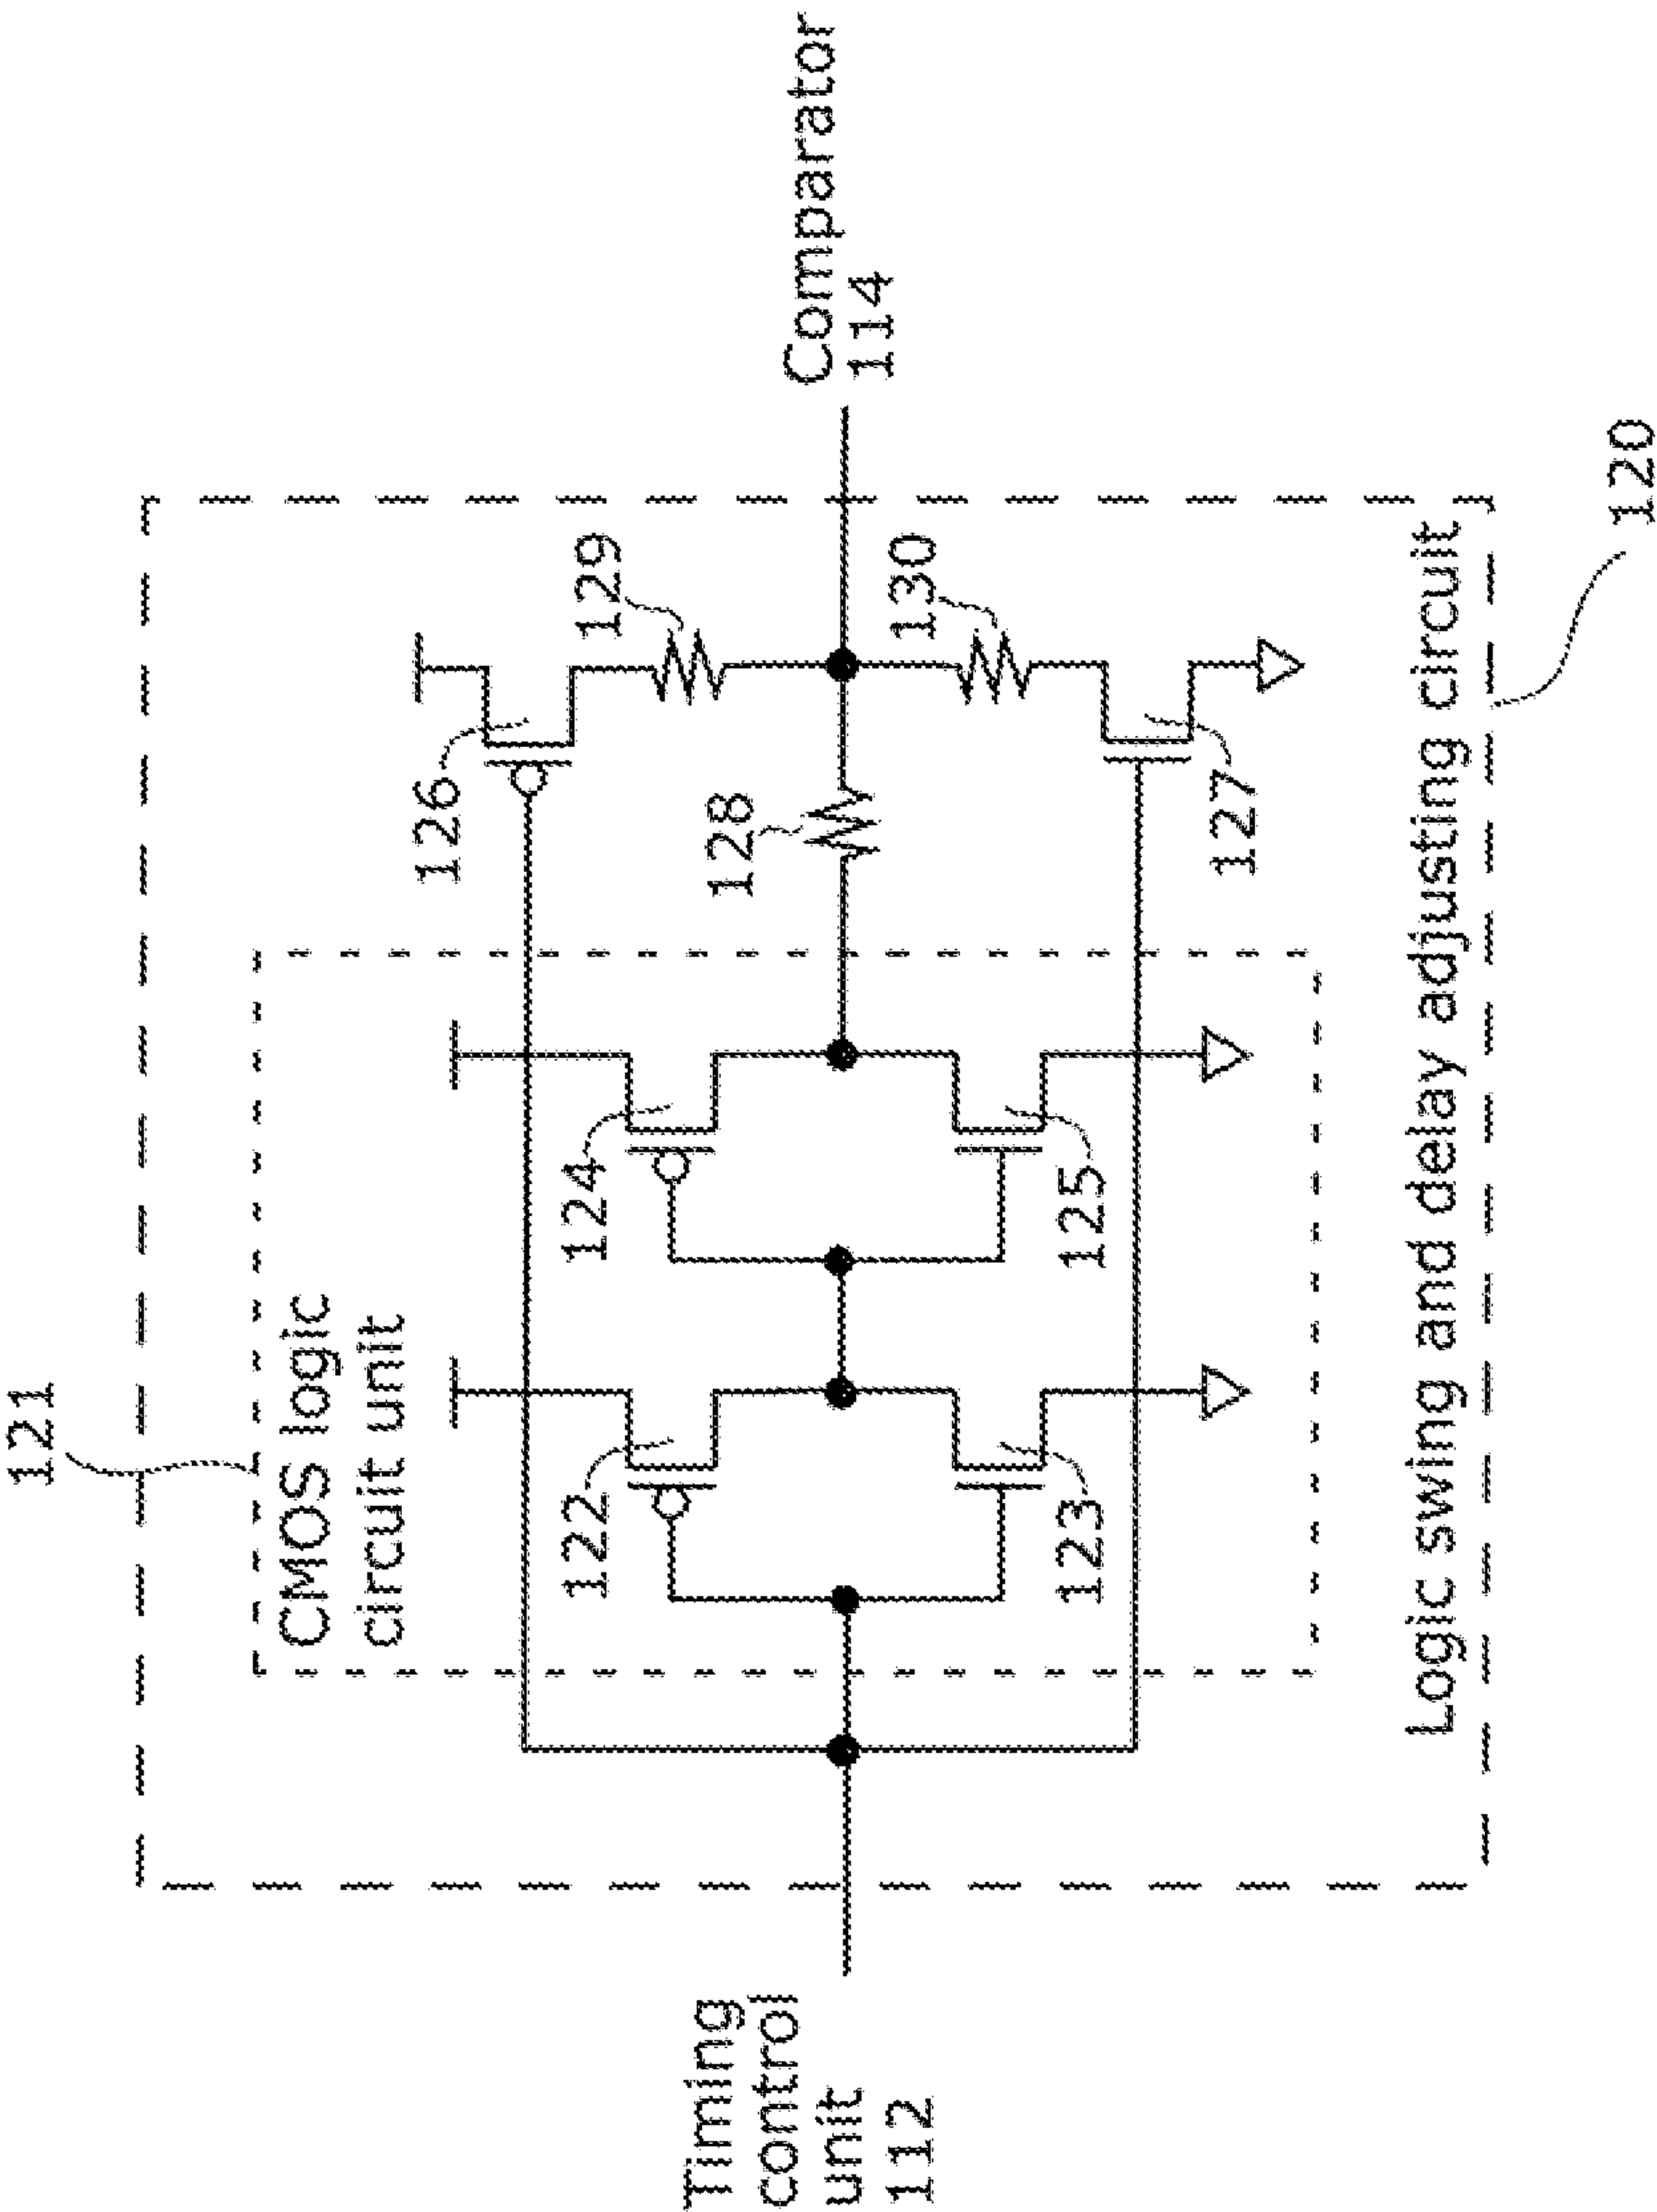 121
CMOS logic
circuit unit
Timing
control
unit
112
122
123
124
125
126
127
128
129
130
Comparator
114
Logic swing and delay adjusting circuit
120